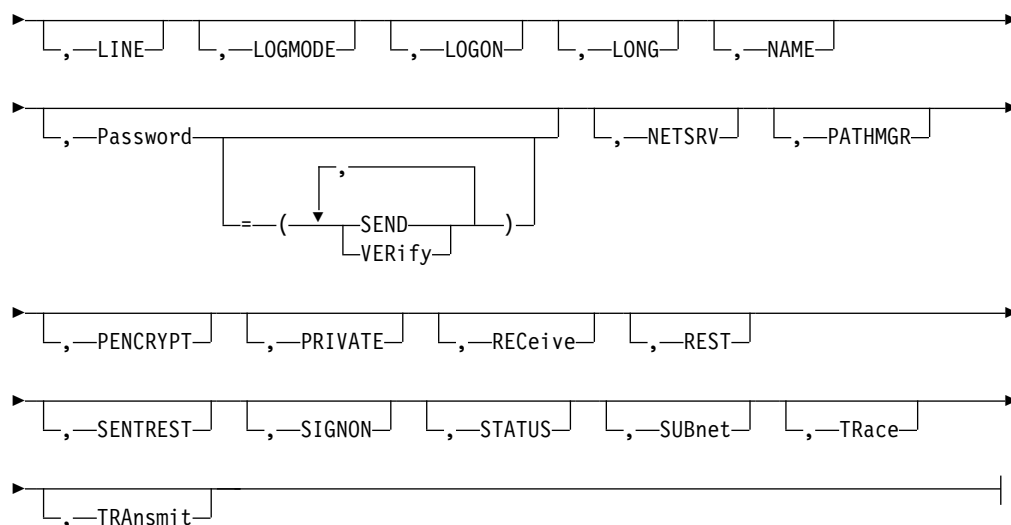 , LINE , LOGMODE , LOGON , LONG , NAME
, Password , NETSRV , PATHMGR
,
= ( SEND )
VERify
, PENCRYPT , PRIVATE , RECeive , REST
, SENTREST , SIGNON , STATUS , SUBnet , TRace
, TRAnsmit